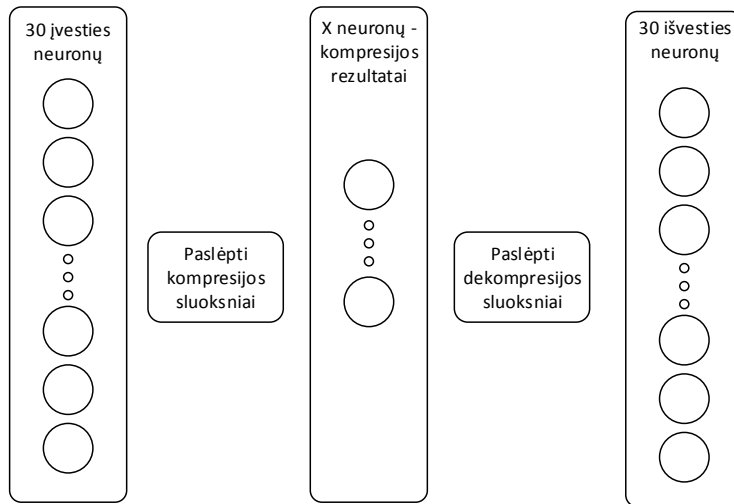 30 įvesties
neuronų
X neuronų -
kompresijos
rezultatai
30 išvesties
neuronų
Paslėpti
kompresijos
sluoksniai
Paslėpti
dekompresijos
sluoksniai